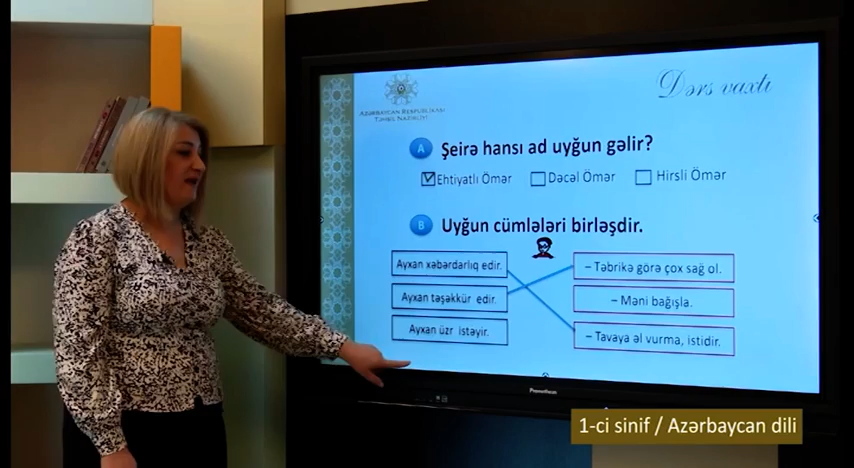 Dərs vaxtı
AZƏRBAYCAN RESPUBLİKASI
TƏHSİL NAZİRLİYİ
A Şeirə hansı ad uyğun gəlir?
Ehtiyatlı Ömər Dəcəl Ömər Hirsli Ömər
B Uyğun cümlələri birləşdir.
Ayxan xəbərdarlıq edir.
Ayxan təşəkkür edir.
Ayxan üzr istəyir.
– Təbrikə görə çox sağ ol.
– Məni bağışla.
– Tavaya əl vurma, istidir.
Promethean
1-ci sinif / Azərbaycan dili